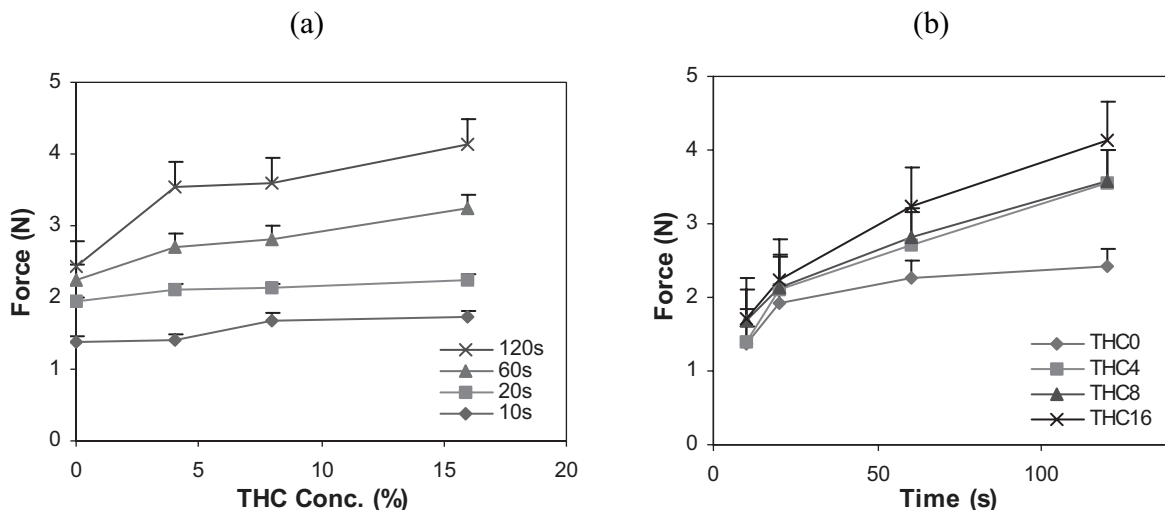 (a)
5
4
3
2
1
0
Force (N)
0 5 10 15 20
THC Conc. (%)
120s
60s
20s
10s
(b)
5
4
3
2
1
0
Force (N)
0 50 100
Time (s)
THC0
THC4
THC8
THC16